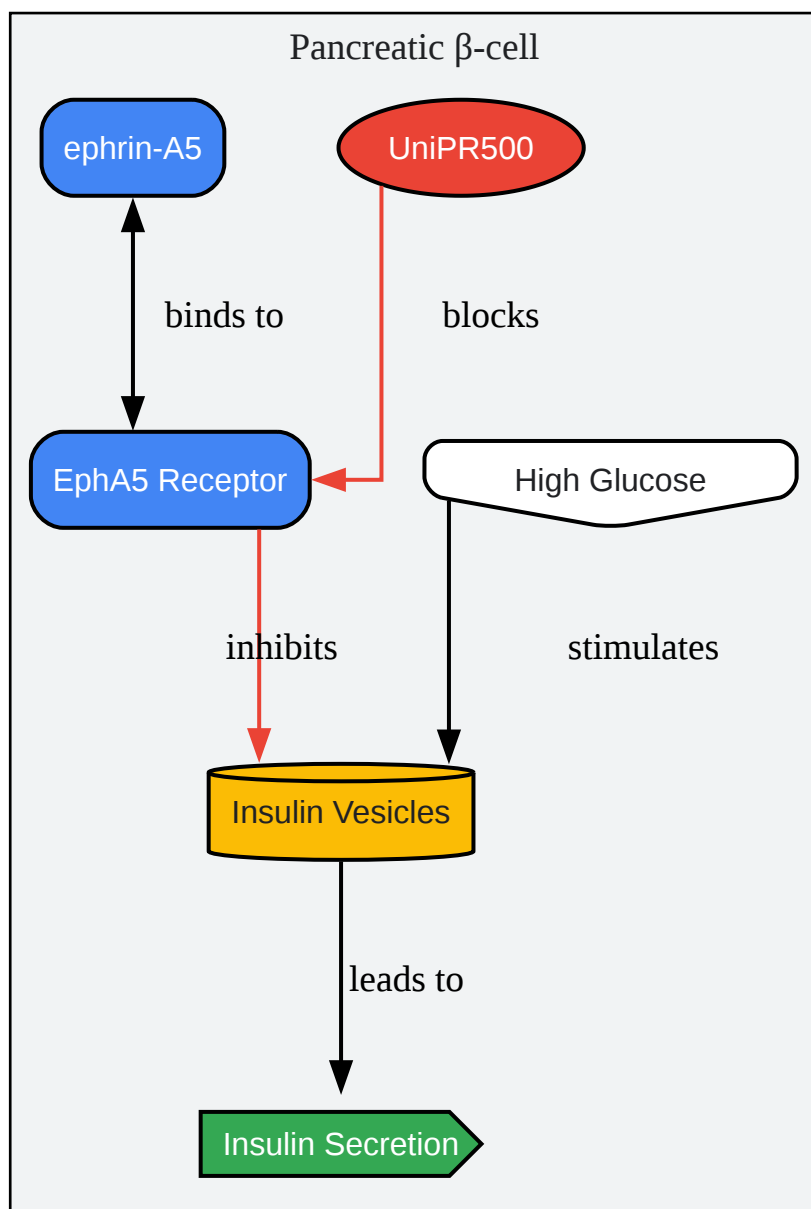 Pancreatic β-cell
ephrin-A5
UniPR500
binds to
blocks
EphA5 Receptor
High Glucose
inhibits
stimulates
Insulin Vesicles
leads to
Insulin Secretion